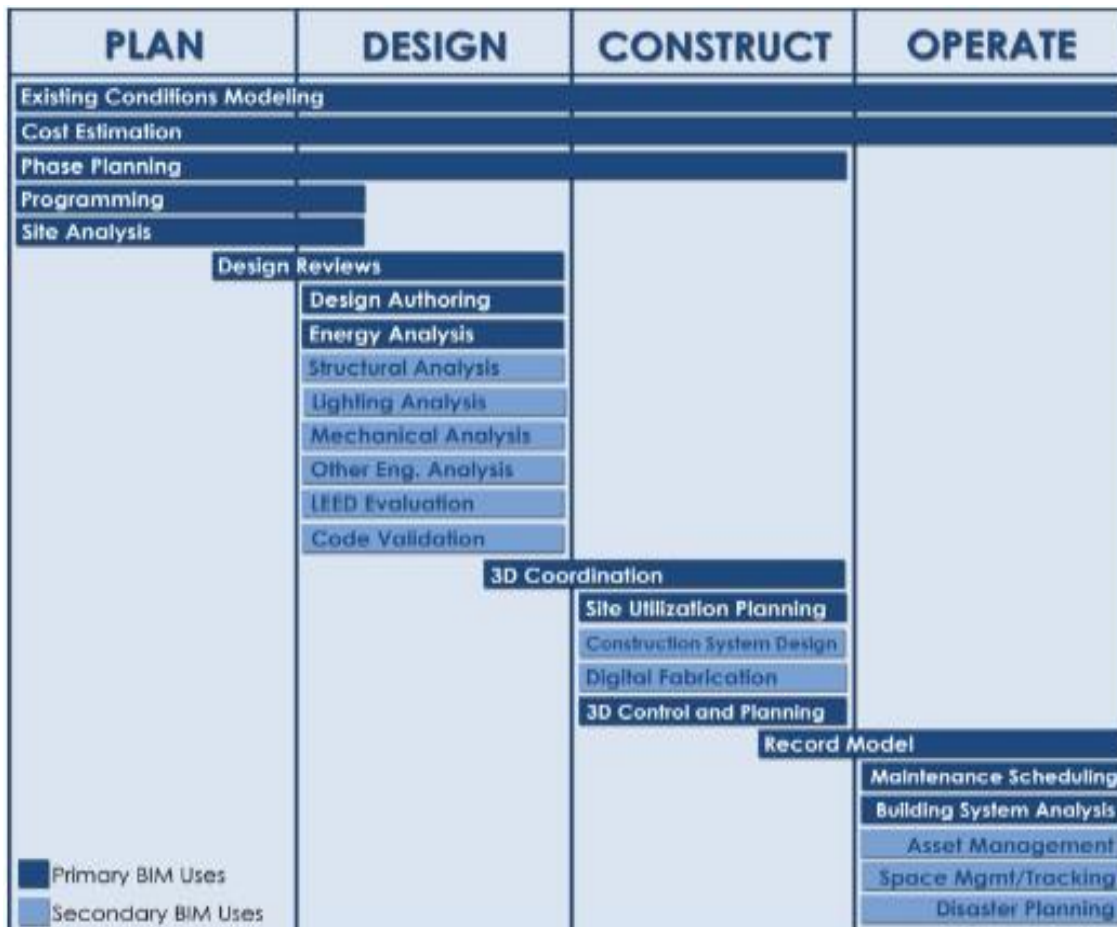 PLAN DESIGN CONSTRUCT OPERATE
Existing Conditions Modeling
Cost Estimation
Phase Planning
Programming
Site Analysis
Design Reviews
Design Authoring
Energy Analysis
Structural Analysis
Lighting Analysis
Mechanical Analysis
Other Eng. Analysis
LEED Evaluation
Code Validation
3D Coordination
Site Utilization Planning
Construction System Design
Digital Fabrication
3D Control and Planning
Record Model
Maintenance Scheduling
Building System Analysis
Asset Management
Space Mgmt/Tracking
Disaster Planning
Primary BIM Uses
Secondary BIM Uses